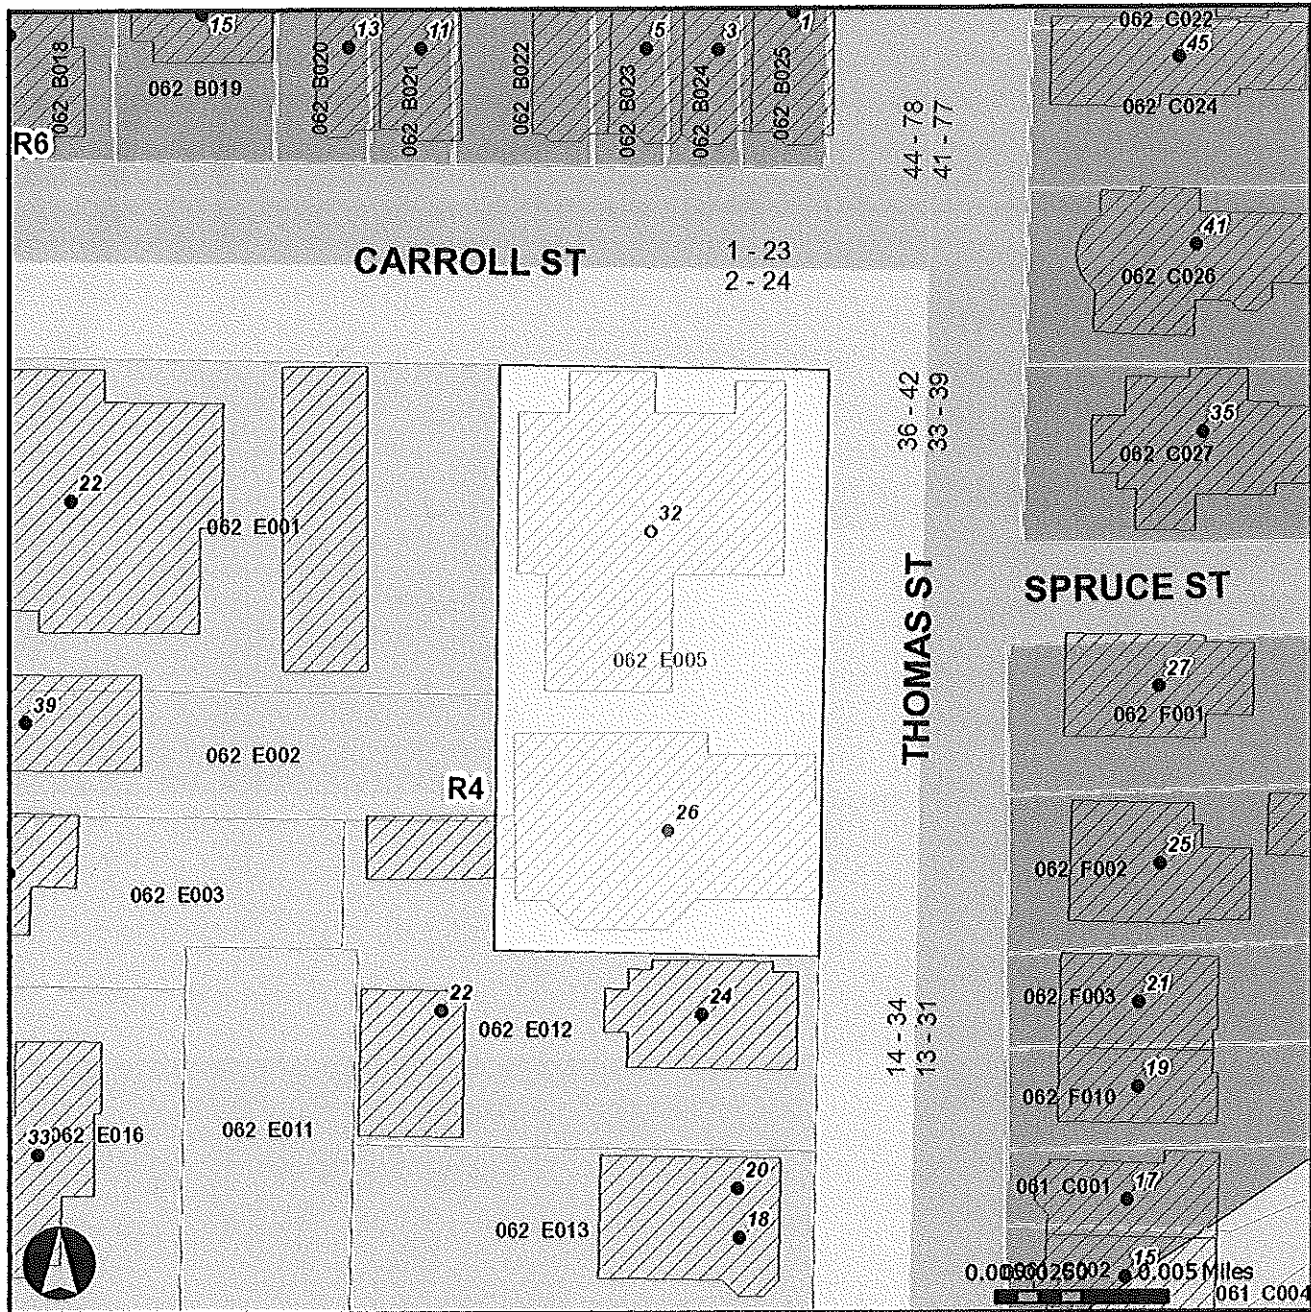 15
13
11
5
3
1
062 C022
45
062 B018
062 B019
062 B020
062 B021
062 B022
062 B023
062 B024
062 B025
062 C024
R6
44 - 78
41 - 77
41
CARROLL ST
1 - 23
2 - 24
062 C026
36 - 42
33 - 39
35
062 C027
22
062 E001
32
THOMAS ST
SPRUCE ST
062 E005
27
062 F001
39
062 E002
R4
26
25
062 F002
062 E003
22
24
062 E012
14 - 34
13 - 31
062 F003
21
19
062 F010
33
062 E016
062 E011
20
061 C001
17
062 E013
18
15
0.005 Miles
061 C004